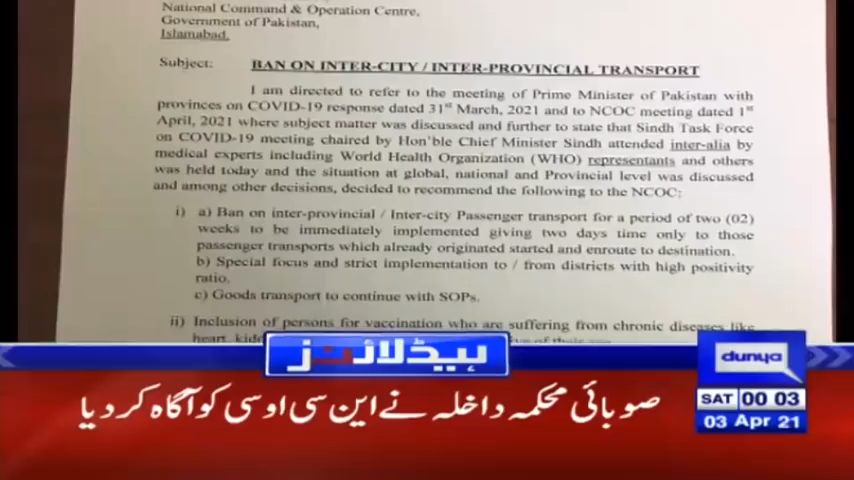 National Command & Operation Centre,
Government of Pakistan,
Islamabad.
Subject: BAN ON INTER-CITY / INTER-PROVINCIAL TRANSPORT
I am directed to refer to the meeting of Prime Minister of Pakistan with
provinces on COVID-19 response dated 31st March, 2021 and to NCOC meeting dated 1st
April, 2021 where subject matter was discussed and further to state that Sindh Task Force
on COVID-19 meeting chaired by Hon'ble Chief Minister Sindh attended inter-alia by
medical experts including World Health Organization (WHO) representants and others
was held today and the situation at global, national and Provincial level was discussed
and among other decisions, decided to recommend the following to the NCOC:
i) a) Ban on inter-provincial / Inter-city Passenger transport for a period of two (02)
weeks to be immediately implemented giving two days time only to those
passenger transports which already originated started and enroute to destination.
b) Special focus and strict implementation to / from districts with high positivity
ratio.
c) Goods transport to continue with SOPs.
ii) Inclusion of persons for vaccination who are suffering from chronic diseases like
heart,
ہیڈلائنز
dunya
صوبائی محکمہ داخلہ نے این سی او سی کو آگاہ کر دیا
SAT 00 03
03 Apr 21